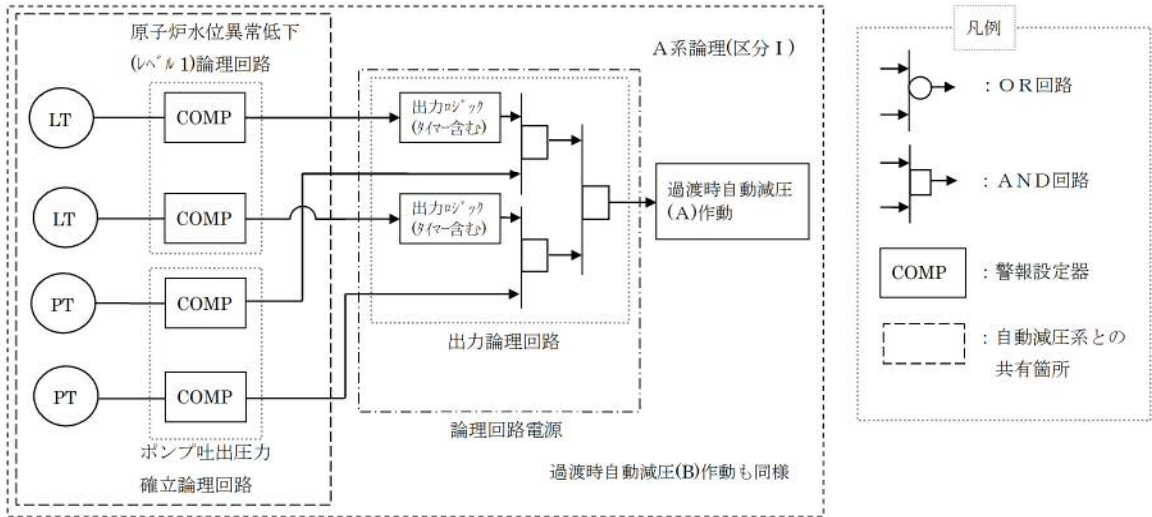 原子炉水位異常低下
(ﾚﾍﾞﾙ 1)論理回路
A系論理(区分Ⅰ)
LT
COMP
出力ﾛｼﾞｯｸ
(ﾀｲﾏｰ含む)
LT
COMP
出力ﾛｼﾞｯｸ
(ﾀｲﾏｰ含む)
過渡時自動減圧
(A)作動
PT
COMP
出力論理回路
PT
COMP
論理回路電源
ポンプ吐出圧力
確立論理回路
過渡時自動減圧(B)作動も同様
凡例
：OR回路
：AND回路
COMP
：警報設定器
：自動減圧系との
共有箇所